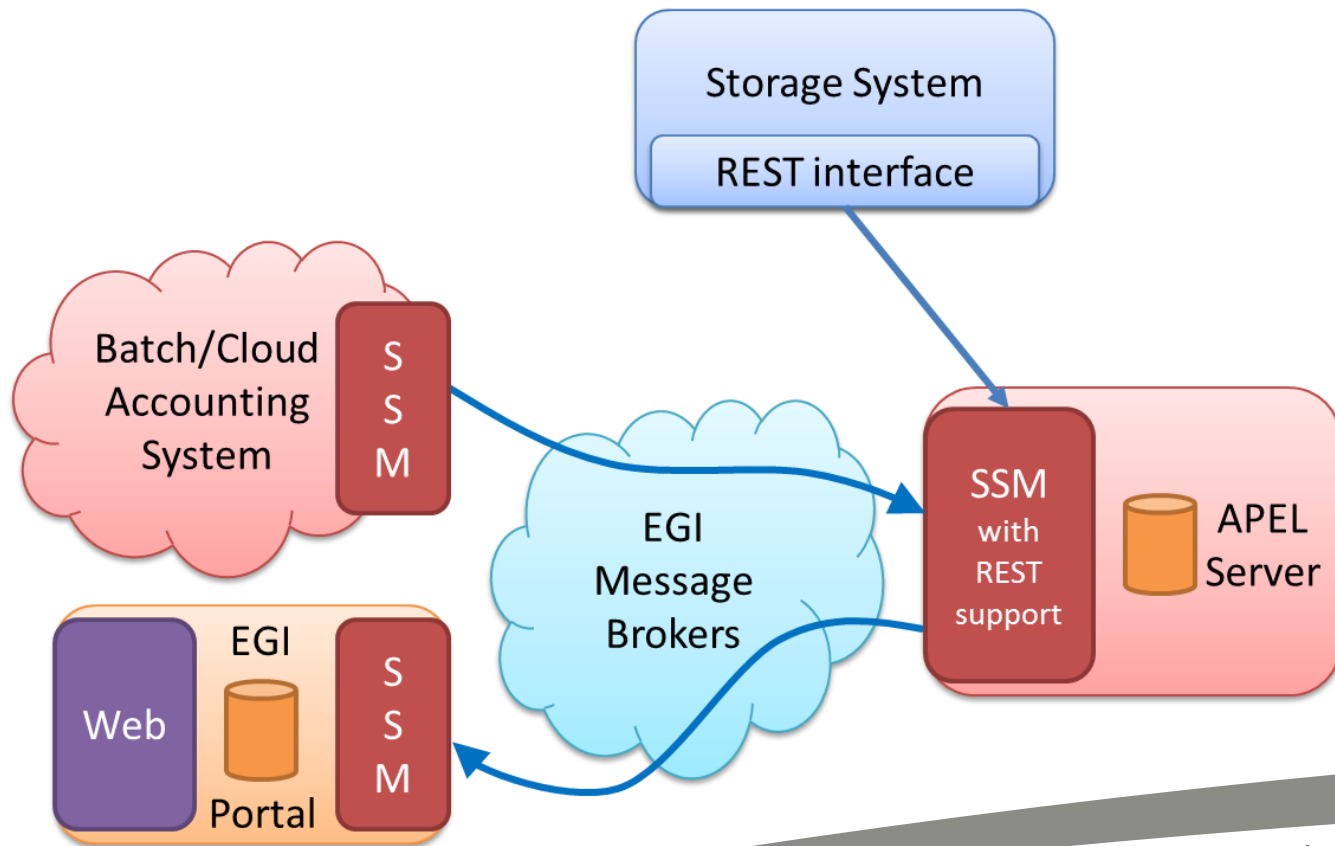 Storage System
REST interface
Batch/Cloud
Accounting
System
S
S
M
EGI
Message
Brokers
SSM
with
REST
support
APEL
Server
Web
EGI
Portal
S
S
M